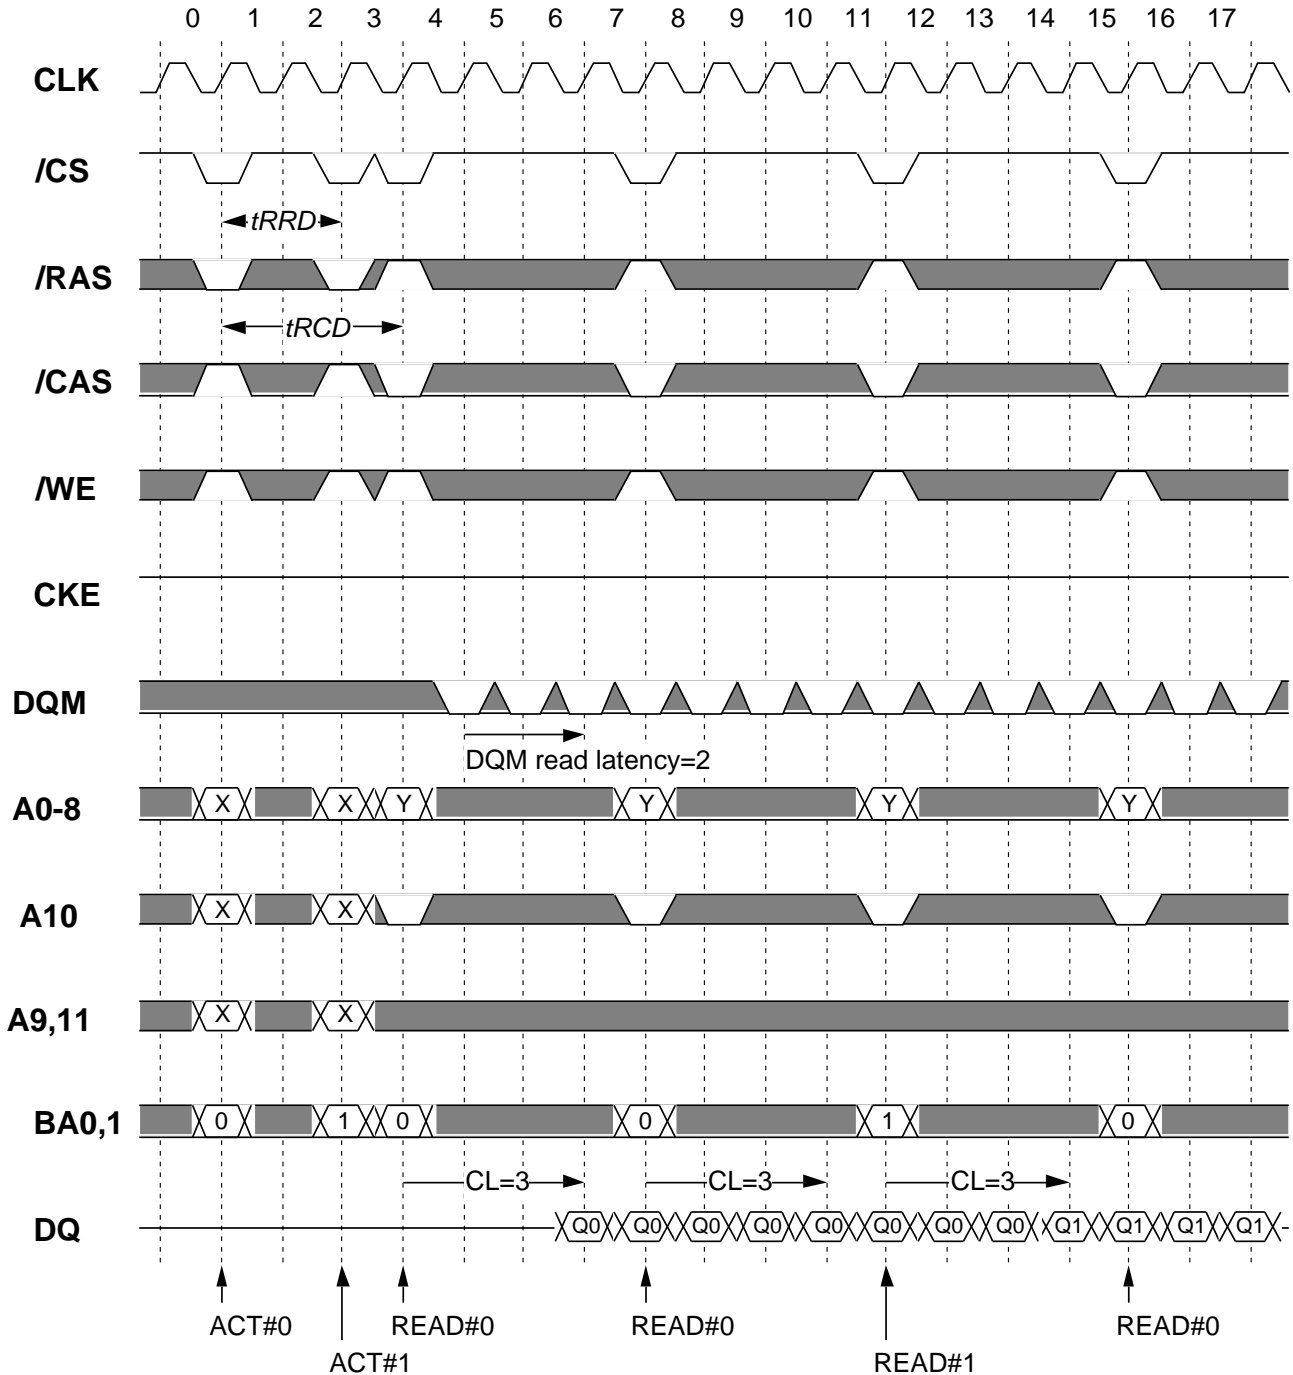 0 1 2 3 4 5 6 7 8 9 10 11 12 13 14 15 16 17
CLK
/CS
tRRD
/RAS
tRCD
/CAS
/WE
CKE
DQM
DQM read latency=2
A0-8 X X Y Y Y Y
A10 X X
A9,11 X X
BA0,1 0 1 0 0 1 0
CL=3 CL=3 CL=3
DQ Q0 Q0 Q0 Q0 Q0 Q0 Q0 Q0 Q1 Q1 Q1 Q1
ACT#0 READ#0 READ#0 READ#0
ACT#1 READ#1